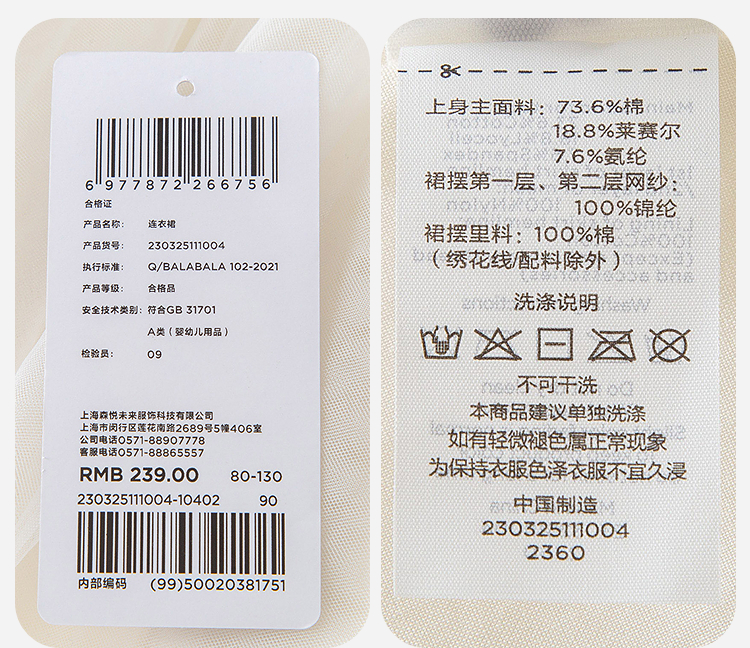 6 977872 266756
合格证
产品名称: 连衣裙
产品货号: 230325111004
执行标准: Q/BALABALA 102-2021
产品等级: 合格品
安全技术类别: 符合GB 31701
A类（婴幼儿用品）
检验员: 09
上海森悦未来服饰科技有限公司
上海市闵行区莲花南路2689号5幢406室
公司电话0571-88907778
客服电话0571-88865557
RMB 239.00 80-130
230325111004-10402 90
内部编码 (99)50020381751
上身主面料: 73.6%棉
18.8%莱赛尔
7.6%氨纶
裙摆第一层、第二层网纱:
100%锦纶
裙摆里料: 100%棉
（绣花线/配料除外）
洗涤说明
不可干洗
本商品建议单独洗涤
如有轻微褪色属正常现象
为保持衣服色泽衣服不宜久浸
中国制造
230325111004
2360